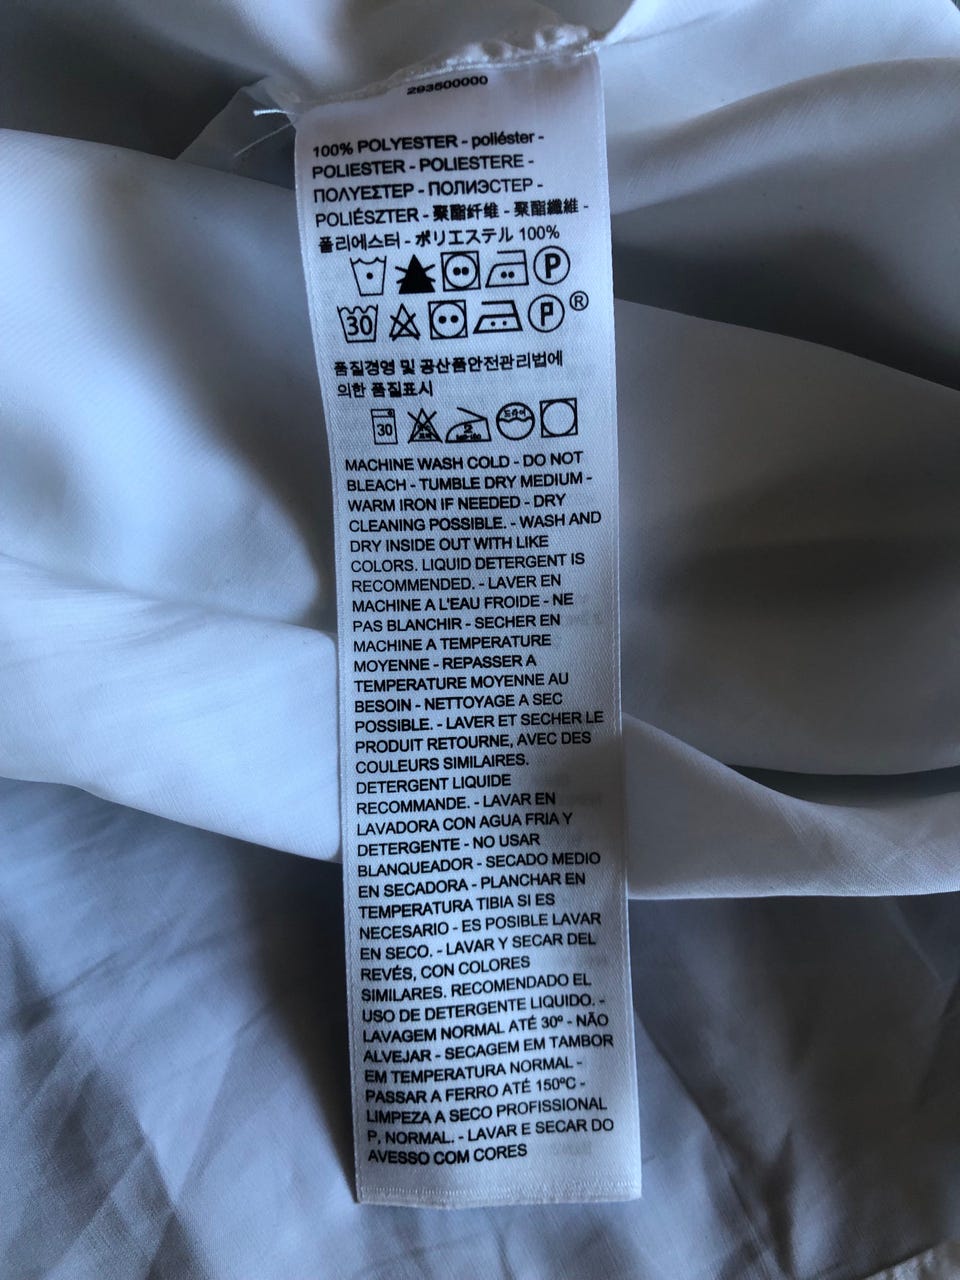 293500000
100% POLYESTER - poliéster -
POLIESTER - POLIESTERE -
ΠΟΛΥΕΣΤΕΡ - ПОЛИЭСТЕР -
POLIÉSZTER - 聚酯纤维 - 聚酯纖維 -
폴리에스터 - ポリエステル 100%
P
30 P ®
품질경영 및 공산품안전관리법에
의한 품질표시
30 2 드라이
MACHINE WASH COLD - DO NOT
BLEACH - TUMBLE DRY MEDIUM -
WARM IRON IF NEEDED - DRY
CLEANING POSSIBLE. - WASH AND
DRY INSIDE OUT WITH LIKE
COLORS. LIQUID DETERGENT IS
RECOMMENDED. - LAVER EN
MACHINE A L'EAU FROIDE - NE
PAS BLANCHIR - SECHER EN
MACHINE A TEMPERATURE
MOYENNE - REPASSER A
TEMPERATURE MOYENNE AU
BESOIN - NETTOYAGE A SEC
POSSIBLE. - LAVER ET SECHER LE
PRODUIT RETOURNE, AVEC DES
COULEURS SIMILAIRES.
DETERGENT LIQUIDE
RECOMMANDE. - LAVAR EN
LAVADORA CON AGUA FRIA Y
DETERGENTE - NO USAR
BLANQUEADOR - SECADO MEDIO
EN SECADORA - PLANCHAR EN
TEMPERATURA TIBIA SI ES
NECESARIO - ES POSIBLE LAVAR
EN SECO. - LAVAR Y SECAR DEL
REVÉS, CON COLORES
SIMILARES. RECOMENDADO EL
USO DE DETERGENTE LIQUIDO. -
LAVAGEM NORMAL ATÉ 30º - NÃO
ALVEJAR - SECAGEM EM TAMBOR
EM TEMPERATURA NORMAL -
PASSAR A FERRO ATÉ 150ºC -
LIMPEZA A SECO PROFISSIONAL
P, NORMAL. - LAVAR E SECAR DO
AVESSO COM CORES